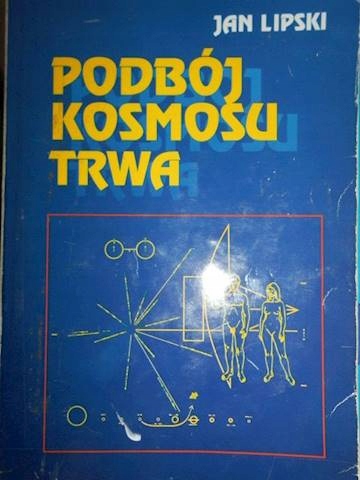 JAN LIPSKI
PODBÓJ
KOSMOSU
TRWA